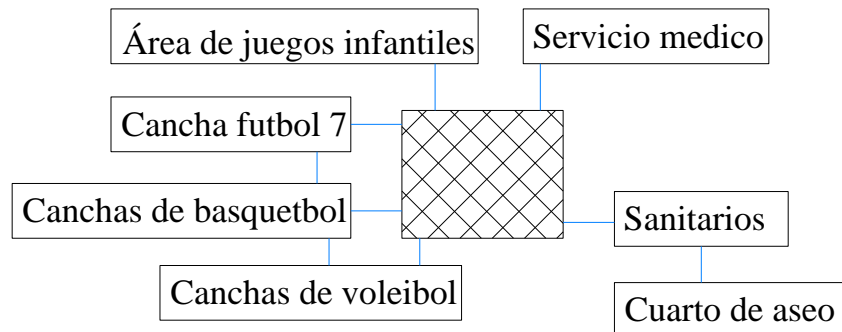 Área de juegos infantiles
Servicio medico
Cancha futbol 7
Canchas de basquetbol
Sanitarios
Canchas de voleibol
Cuarto de aseo